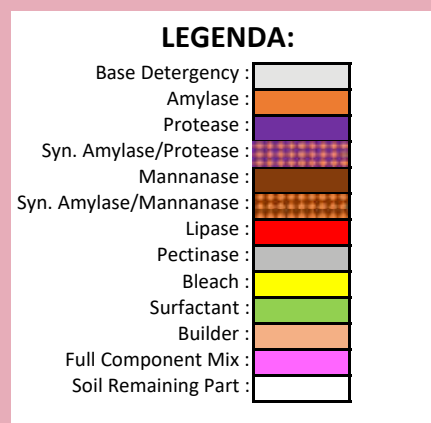 LEGENDA:
Base Detergency :
Amylase :
Protease :
Syn. Amylase/Protease :
Mannanase :
Syn. Amylase/Mannanase :
Lipase :
Pectinase :
Bleach :
Surfactant :
Builder :
Full Component Mix :
Soil Remaining Part :